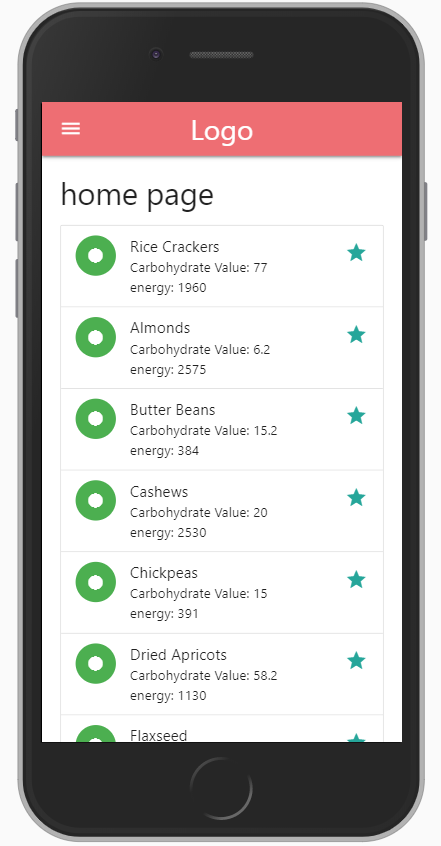 Logo
home page
Rice Crackers
Carbohydrate Value: 77
energy: 1960
Almonds
Carbohydrate Value: 6.2
energy: 2575
Butter Beans
Carbohydrate Value: 15.2
energy: 384
Cashews
Carbohydrate Value: 20
energy: 2530
Chickpeas
Carbohydrate Value: 15
energy: 391
Dried Apricots
Carbohydrate Value: 58.2
energy: 1130
Flaxseed